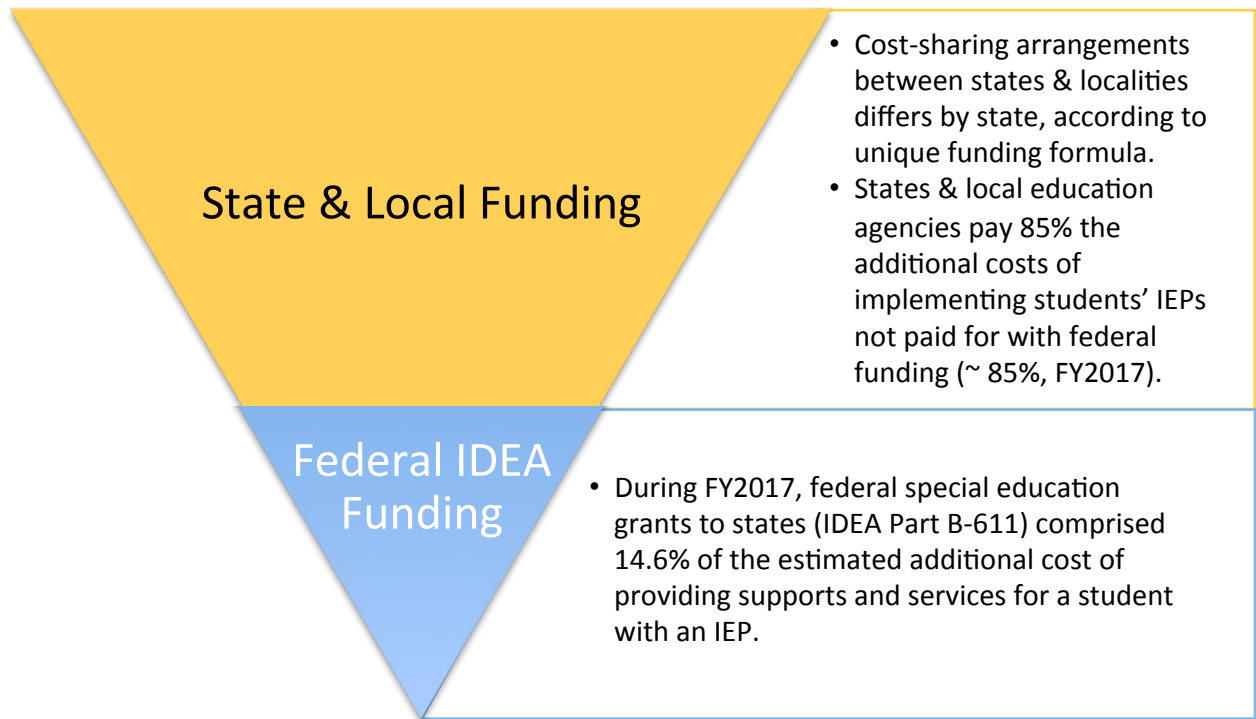 State & Local Funding
• Cost-sharing arrangements
between states & localities
differs by state, according to
unique funding formula.
• States & local education
agencies pay 85% the
additional costs of
implementing students’ IEPs
not paid for with federal
funding (~ 85%, FY2017).
Federal IDEA
Funding
• During FY2017, federal special education
grants to states (IDEA Part B-611) comprised
14.6% of the estimated additional cost of
providing supports and services for a student
with an IEP.